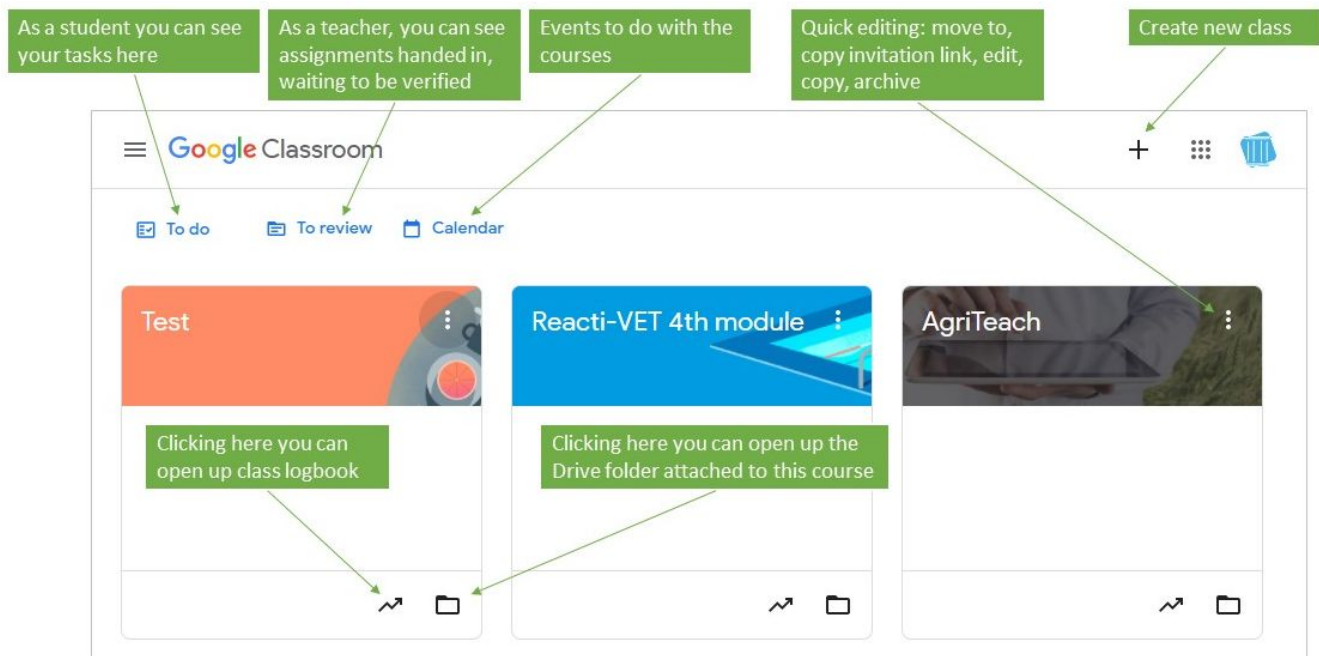 As a student you can see
your tasks here
As a teacher, you can see
assignments handed in,
waiting to be verified
Events to do with the
courses
Quick editing: move to,
copy invitation link, edit,
copy, archive
Create new class
Google Classroom
To do
To review
Calendar
Test
Reacti-VET 4th module
AgriTeach
Clicking here you can
open up class logbook
Clicking here you can open up the
Drive folder attached to this course